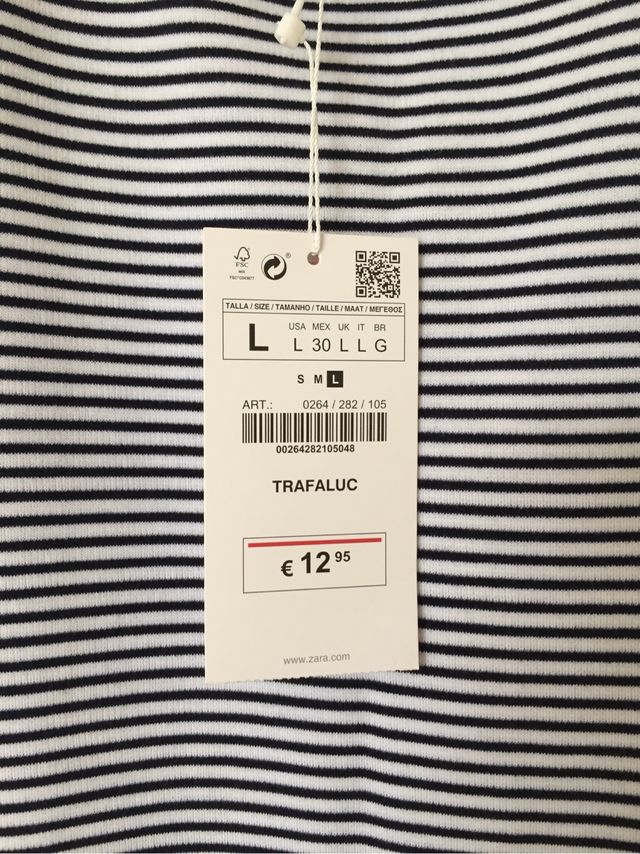 FSC
MIX
TALLA / SIZE / TAMANHO / TAILLE / MAAT / ΜΕΓΕΘΟΣ
L
USA MEX UK IT BR
L 30 L L G
S M L
ART.: 0264 / 282 / 105
00264282105048
TRAFALUC
€ 12 95
www.zara.com